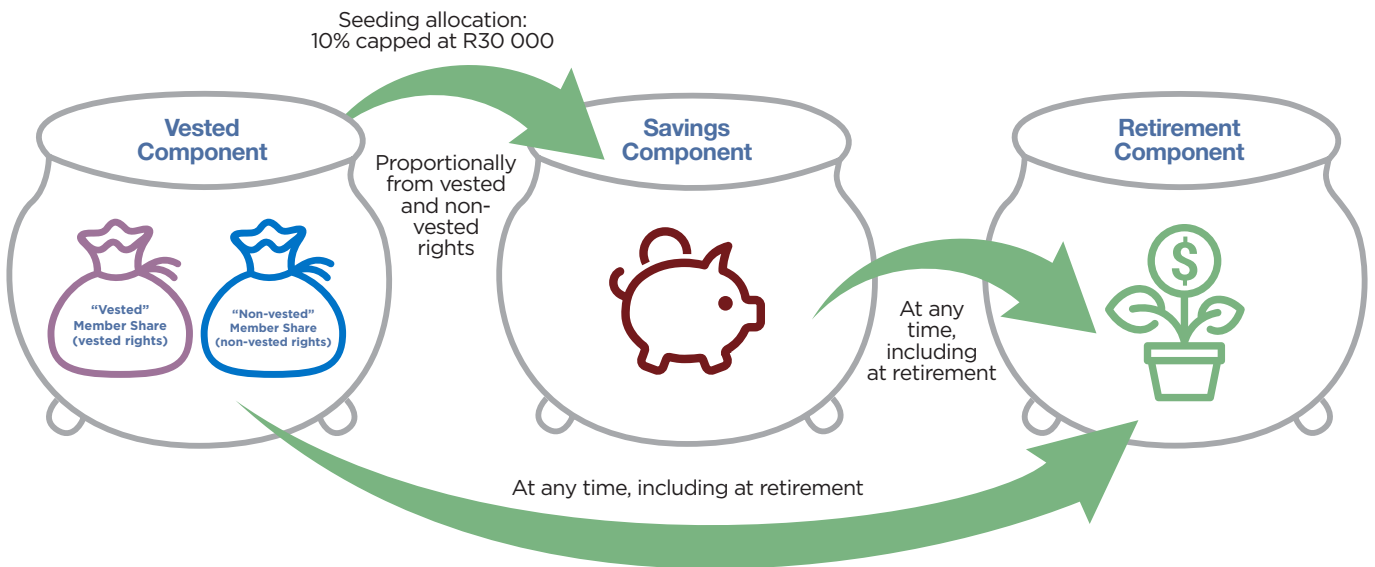 Seeding allocation:
10% capped at R30 000
Vested
Component
Savings
Component
Retirement
Component
Proportionally
from vested
and non-
vested
rights
“Vested”
Member Share
(vested rights)
“Non-vested”
Member Share
(non-vested rights)
$
At any
time,
including
at retirement
At any time, including at retirement